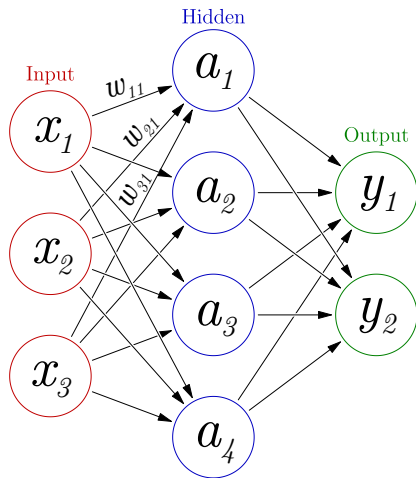 Hidden
Input
Output
w11
w21
w31
x1
x2
x3
a1
a2
a3
a4
y1
y2